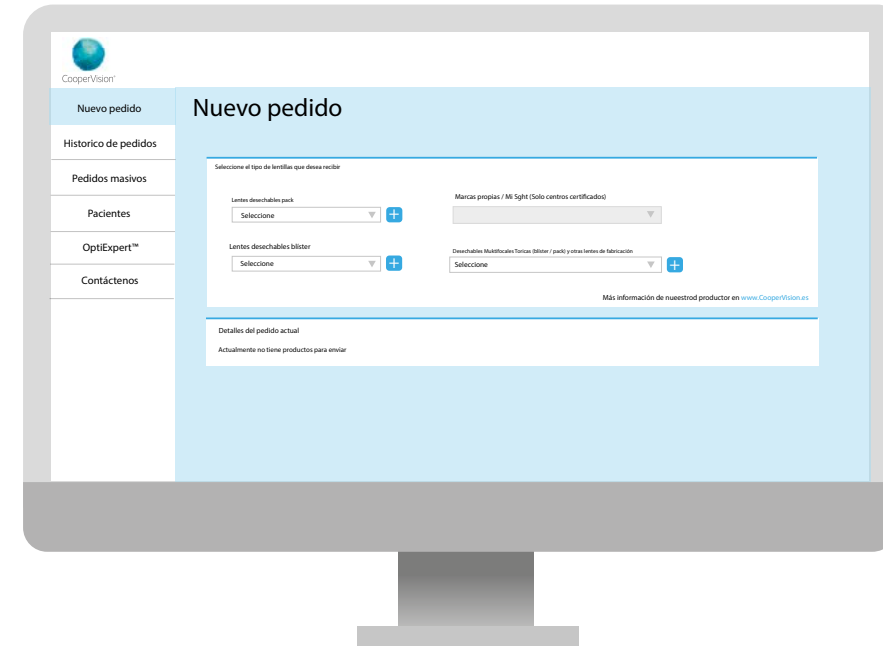 CooperVision®
Nuevo pedido
Historico de pedidos
Pedidos masivos
Pacientes
OptiExpert™
Contáctenos
Nuevo pedido
Seleccione el tipo de lentillas que desea recibir
Lentes desechables pack
Seleccione
Marcas propias / Mi Sght (Solo centros certificados)
Lentes desechables blíster
Seleccione
Desechables Muktifocales Toricas (blíster / pack) y otras lentes de fabricación
Seleccione
Más información de nueestrod productor en www.CooperVision.es
Detalles del pedido actual
Actualmente no tiene productos para enviar